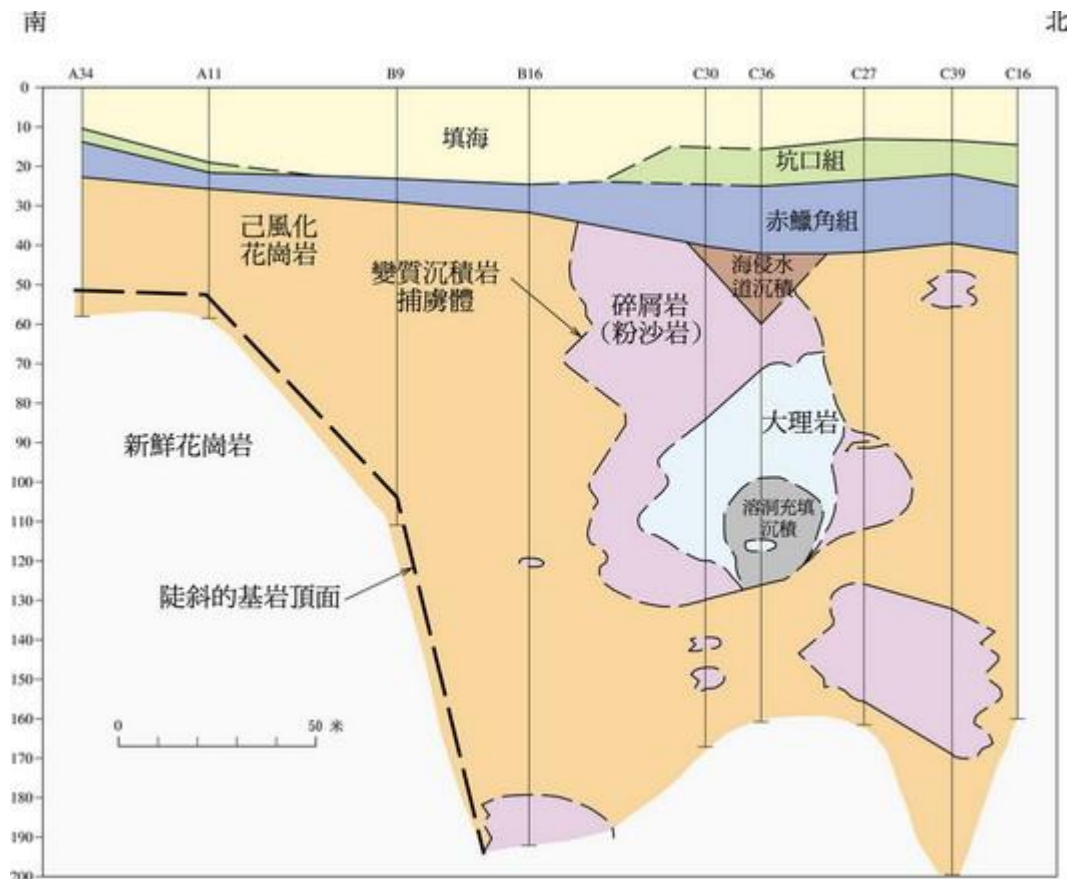 南
北
A34 A11 B9 B16 C30 C36 C27 C39 C16
0
10
20
30
40
50
60
70
80
90
100
110
120
130
140
150
160
170
180
190
200
填海
坑口組
赤鱲角組
己風化
花崗岩
海侵水
道沉積
變質沉積岩
捕虜體
碎屑岩
(粉沙岩)
新鮮花崗岩
大理岩
溶洞充填
沉積
陡斜的基岩頂面
0 50 米